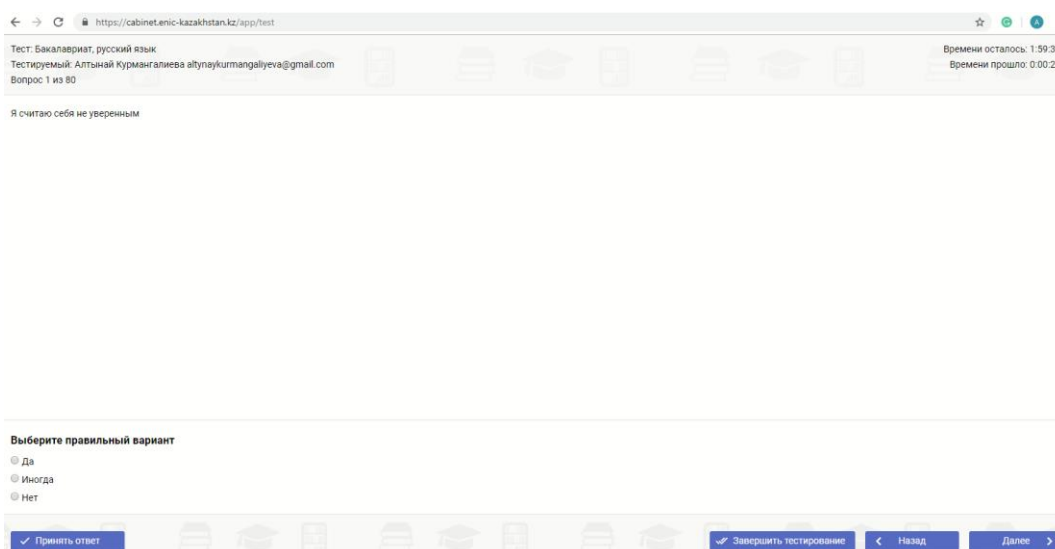 https://cabinet.enic-kazakhstan.kz/app/test
Тест: Бакалавриат, русский язык
Времени осталось: 1:59:3
Тестируемый: Алтынай Курмангалиева altynaykurmangaliyeva@gmail.com
Времени прошло: 0:00:2
Вопрос 1 из 80
Я считаю себя не уверенным
Выберите правильный вариант
Да
Иногда
Нет
Принять ответ
Завершить тестирование
Назад
Далее